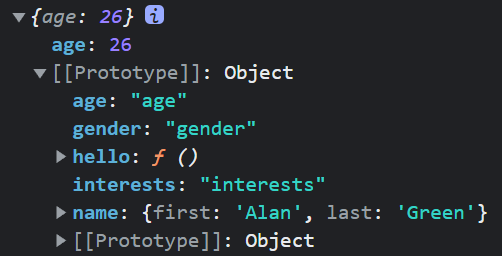 ▼{age: 26} i
age: 26
▼[[Prototype]]: Object
age: "age"
gender: "gender"
▶hello: ƒ ()
interests: "interests"
▶name: {first: 'Alan', last: 'Green'}
▶[[Prototype]]: Object